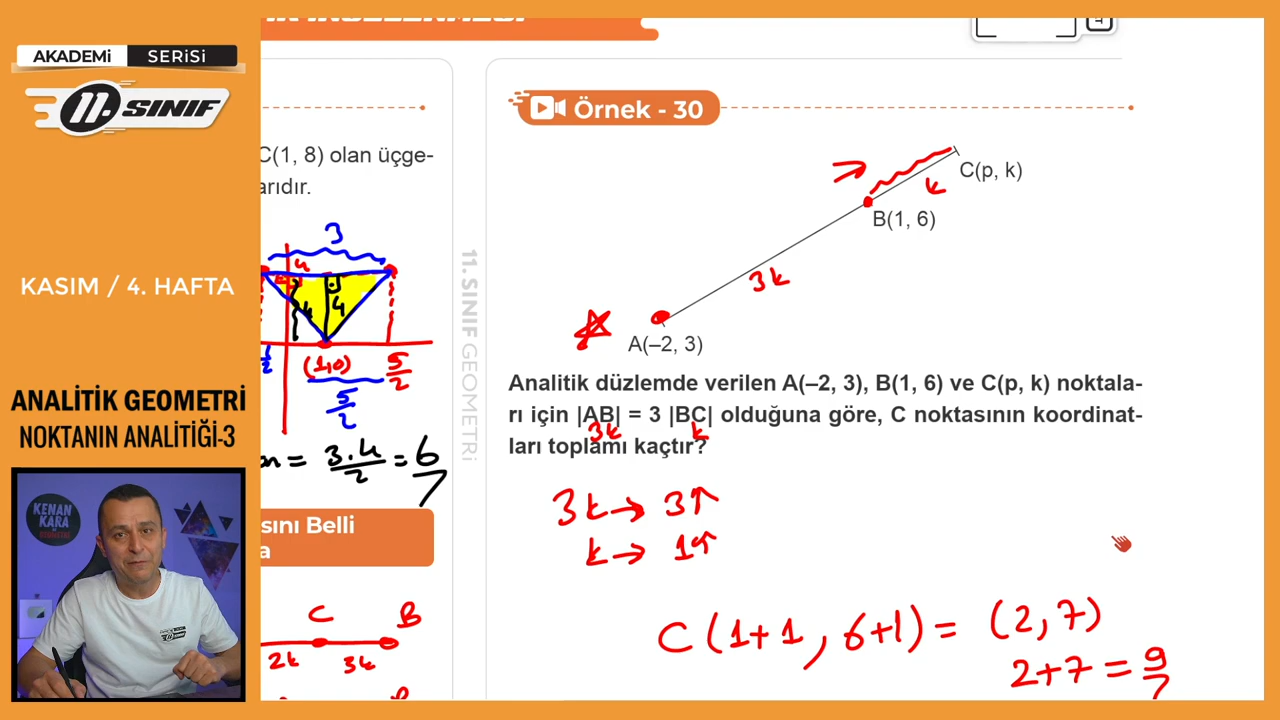 AKADEMİ SERİSİ
11. SINIF
KASIM / 4. HAFTA
ANALİTİK GEOMETRİ
NOKTANIN ANALİTİĞİ-3
KENAN
KARA
C(1, 8) olan üçge-
arıdır.
3
4
4
4
(1,0)
5/2
5/2
= 3.4/2 = 6
sını Belli
a
C B
2k 3k
11. SINIF GEOMETRİ
Örnek - 30
C(p, k)
k
B(1, 6)
3k
A(–2, 3)
Analitik düzlemde verilen A(–2, 3), B(1, 6) ve C(p, k) noktala-
rı için |AB| = 3 |BC| olduğuna göre, C noktasının koordinat-
3k k
ları toplamı kaçtır?
3k → 3↑
k → 1↑
C(1+1, 6+1) = (2, 7)
2+7 = 9